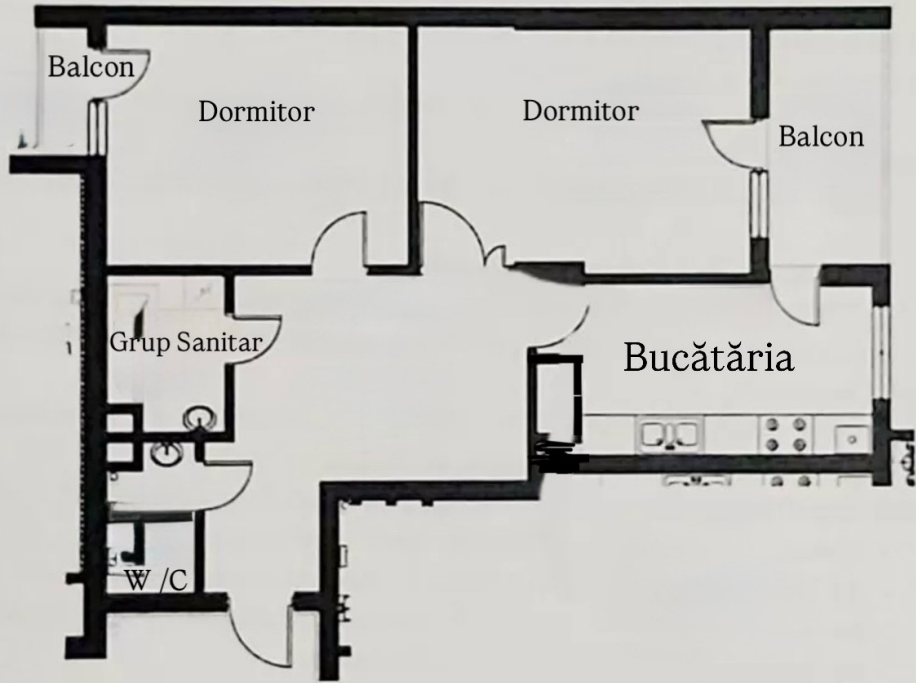 Balcon
Dormitor
Dormitor
Balcon
Grup Sanitar
Bucătăria
W /C